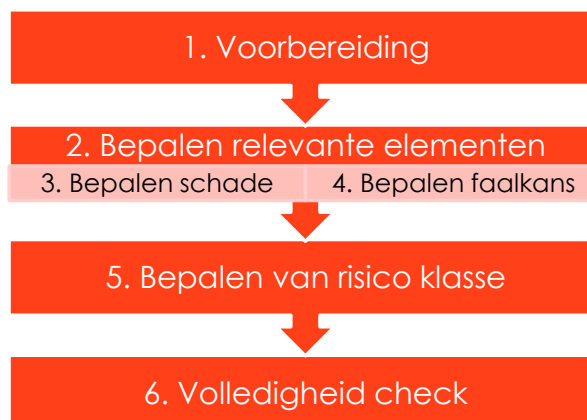 1. Voorbereiding
2. Bepalen relevante elementen
3. Bepalen schade
4. Bepalen faalkans
5. Bepalen van risico klasse
6. Volledigheid check